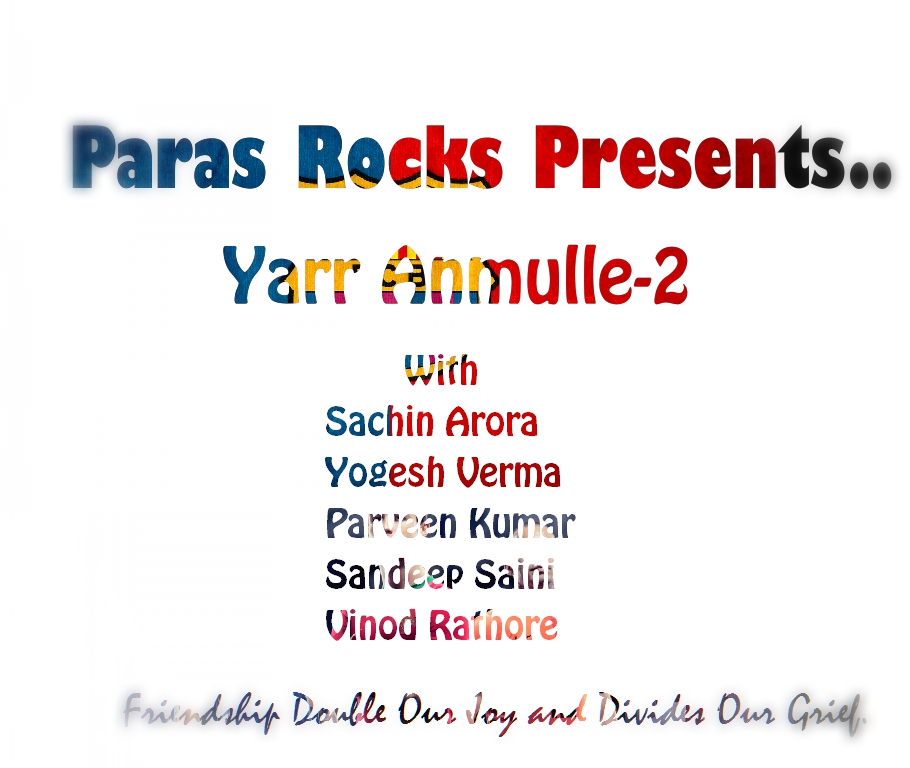 Paras Rocks Presents..
Yarr Anmulle-2
With
Sachin Arora
Yogesh Verma
Parveen Kumar
Sandeep Saini
Vinod Rathore
Friendship Double Our Joy and Divides Our Grief.